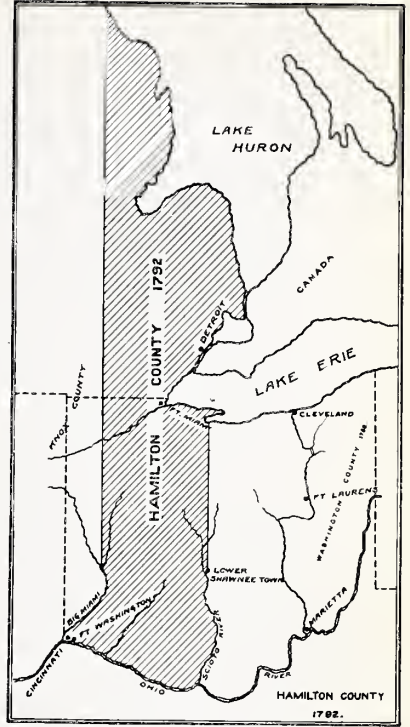 LAKE
HURON
CANADA
HAMILTON COUNTY 1792
DETROIT
LAKE ERIE
KNOX COUNTY
FT. MIAMI
CLEVELAND
WASHINGTON COUNTY 1788
FT LAURENS
LOWER
SHAWNEE TOWN
BIG MIAMI
FT WASHINGTON
MARIETTA
CINCINNATI
OHIO
SCIOTO RIVER
RIVER
HAMILTON COUNTY
1792.